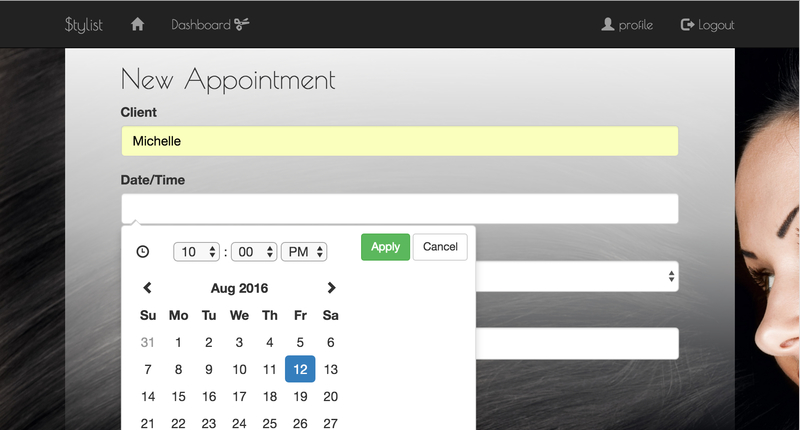 $tylist Dashboard profile Logout
New Appointment
Client
Michelle
Date/Time
10 : 00 PM Apply Cancel
Aug 2016
Su Mo Tu We Th Fr Sa
31 1 2 3 4 5 6
7 8 9 10 11 12 13
14 15 16 17 18 19 20
21 22 23 24 25 26 27